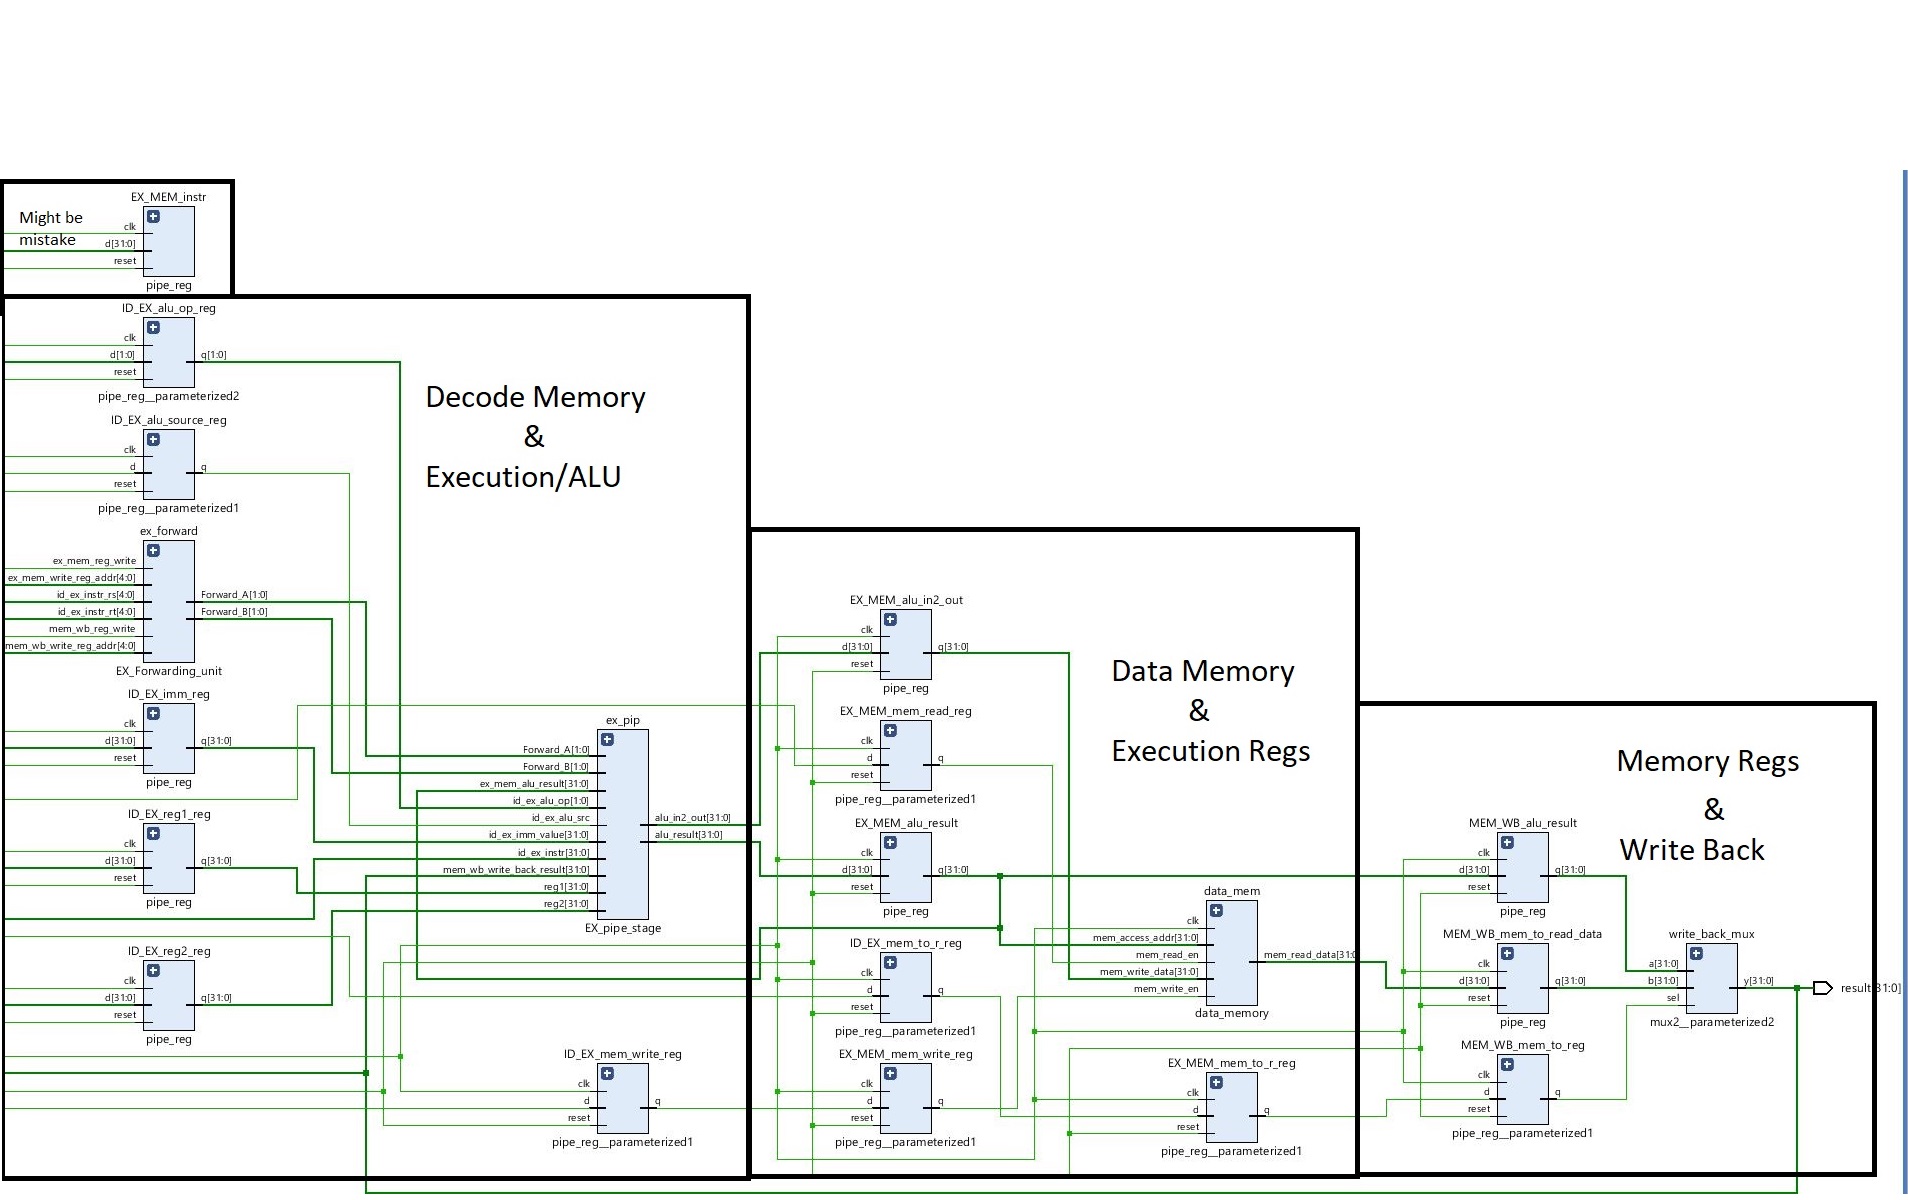 EX_MEM_instr
Might be
mistake
clk
d[31:0]
reset
pipe_reg
ID_EX_alu_op_reg
clk
d[1:0]
reset
q[1:0]
pipe_reg__parameterized2
ID_EX_alu_source_reg
clk
d
reset
q
pipe_reg__parameterized1
ex_forward
ex_mem_reg_write
ex_mem_write_reg_addr[4:0]
id_ex_instr_rs[4:0]
id_ex_instr_rt[4:0]
mem_wb_reg_write
mem_wb_write_reg_addr[4:0]
Forward_A[1:0]
Forward_B[1:0]
EX_Forwarding_unit
ID_EX_imm_reg
clk
d[31:0]
reset
q[31:0]
pipe_reg
ID_EX_reg1_reg
clk
d[31:0]
reset
q[31:0]
pipe_reg
ID_EX_reg2_reg
clk
d[31:0]
reset
q[31:0]
pipe_reg
Decode Memory
&
Execution/ALU
ex_pip
Forward_A[1:0]
Forward_B[1:0]
ex_mem_alu_result[31:0]
id_ex_alu_op[1:0]
id_ex_alu_src
id_ex_imm_value[31:0]
id_ex_instr[31:0]
mem_wb_write_back_result[31:0]
reg1[31:0]
reg2[31:0]
alu_in2_out[31:0]
alu_result[31:0]
EX_pipe_stage
ID_EX_mem_write_reg
clk
d
reset
q
pipe_reg__parameterized1
EX_MEM_alu_in2_out
clk
d[31:0]
reset
q[31:0]
pipe_reg
EX_MEM_mem_read_reg
clk
d
reset
q
pipe_reg__parameterized1
EX_MEM_alu_result
clk
d[31:0]
reset
q[31:0]
pipe_reg
ID_EX_mem_to_r_reg
clk
d
reset
q
pipe_reg__parameterized1
EX_MEM_mem_write_reg
clk
d
reset
q
pipe_reg__parameterized1
Data Memory
&
Execution Regs
data_mem
clk
mem_access_addr[31:0]
mem_read_en
mem_write_data[31:0]
mem_write_en
mem_read_data[31:0
data_memory
EX_MEM_mem_to_r_reg
clk
d
reset
q
pipe_reg__parameterized1
Memory Regs
&
Write Back
MEM_WB_alu_result
clk
d[31:0]
reset
q[31:0]
pipe_reg
MEM_WB_mem_to_read_data
clk
d[31:0]
reset
q[31:0]
pipe_reg
MEM_WB_mem_to_reg
clk
d
reset
q
pipe_reg__parameterized1
write_back_mux
a[31:0]
b[31:0]
sel
y[31:0]
mux2__parameterized2
result[31:0]